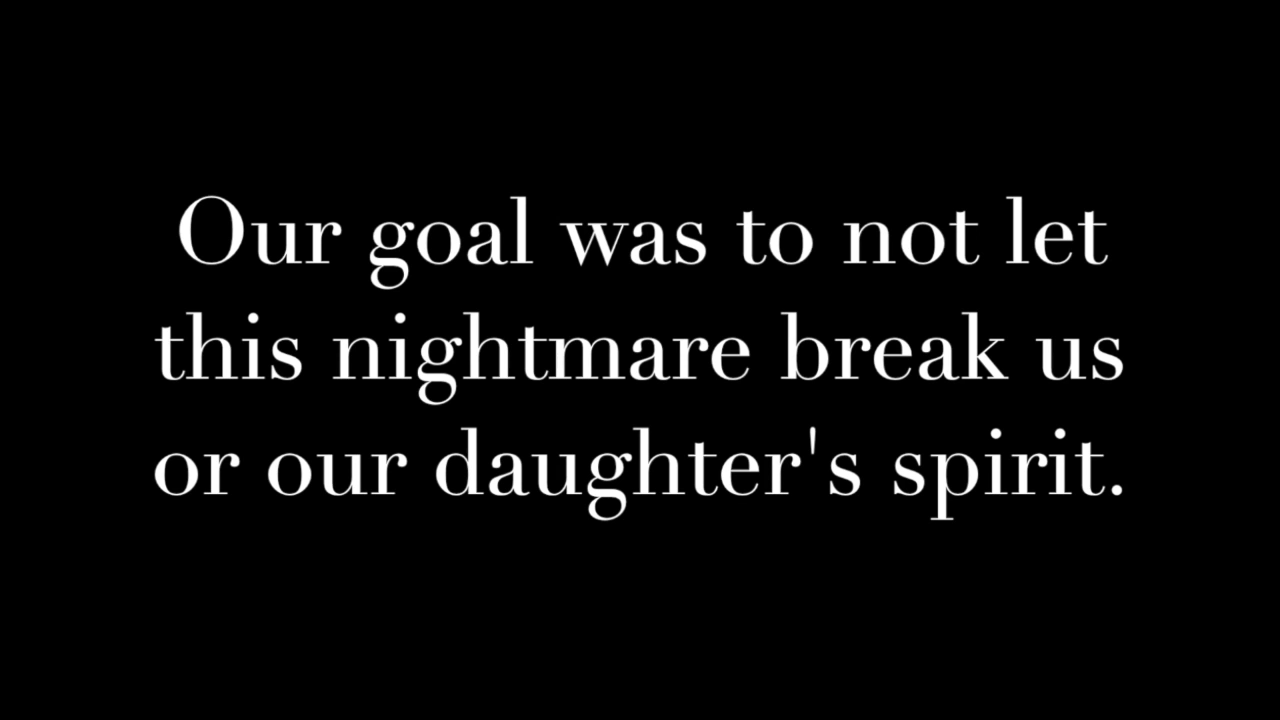 Our goal was to not let
this nightmare break us
or our daughter's spirit.